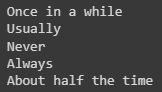 Once in a while
Usually
Never
Always
About half the time